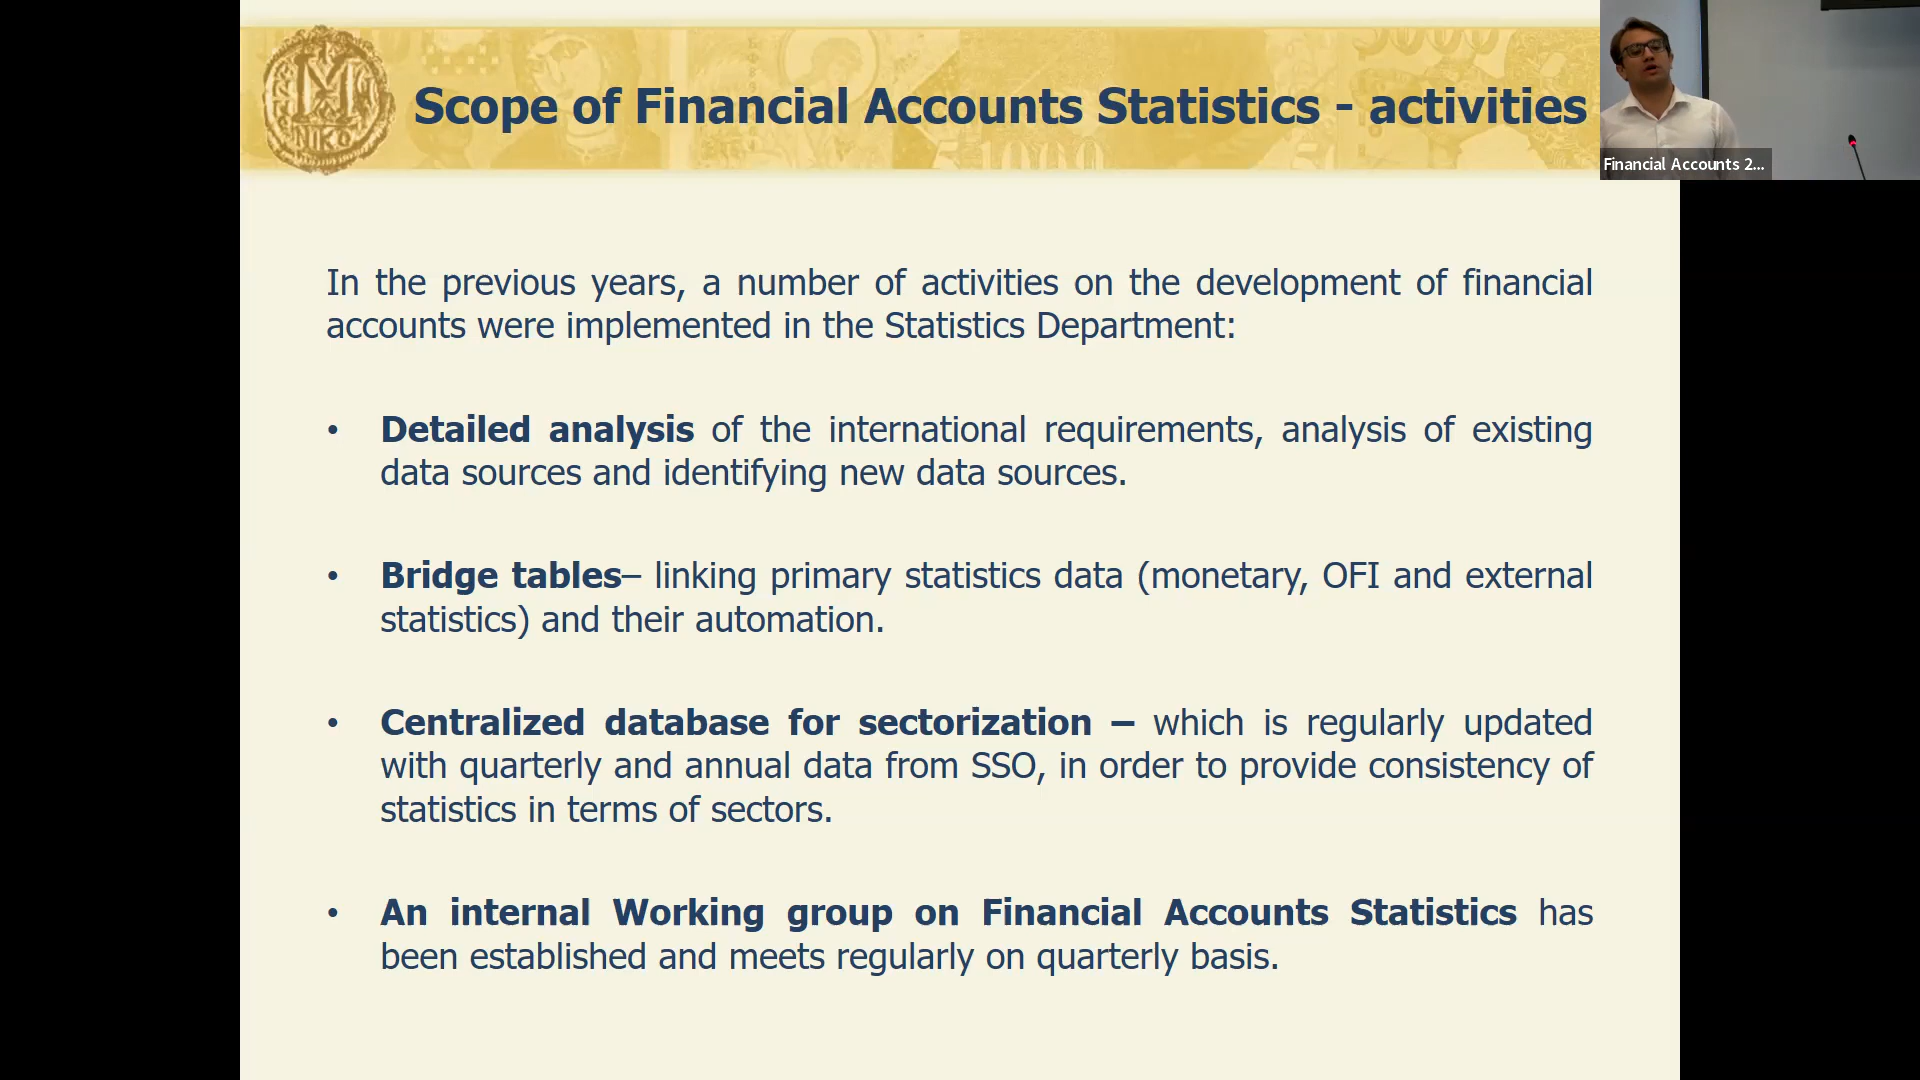 Scope of Financial Accounts Statistics - activities
Financial Accounts 2...
NIKO
In the previous years, a number of activities on the development of financial
accounts were implemented in the Statistics Department:
• Detailed analysis of the international requirements, analysis of existing
data sources and identifying new data sources.
• Bridge tables– linking primary statistics data (monetary, OFI and external
statistics) and their automation.
• Centralized database for sectorization – which is regularly updated
with quarterly and annual data from SSO, in order to provide consistency of
statistics in terms of sectors.
• An internal Working group on Financial Accounts Statistics has
been established and meets regularly on quarterly basis.